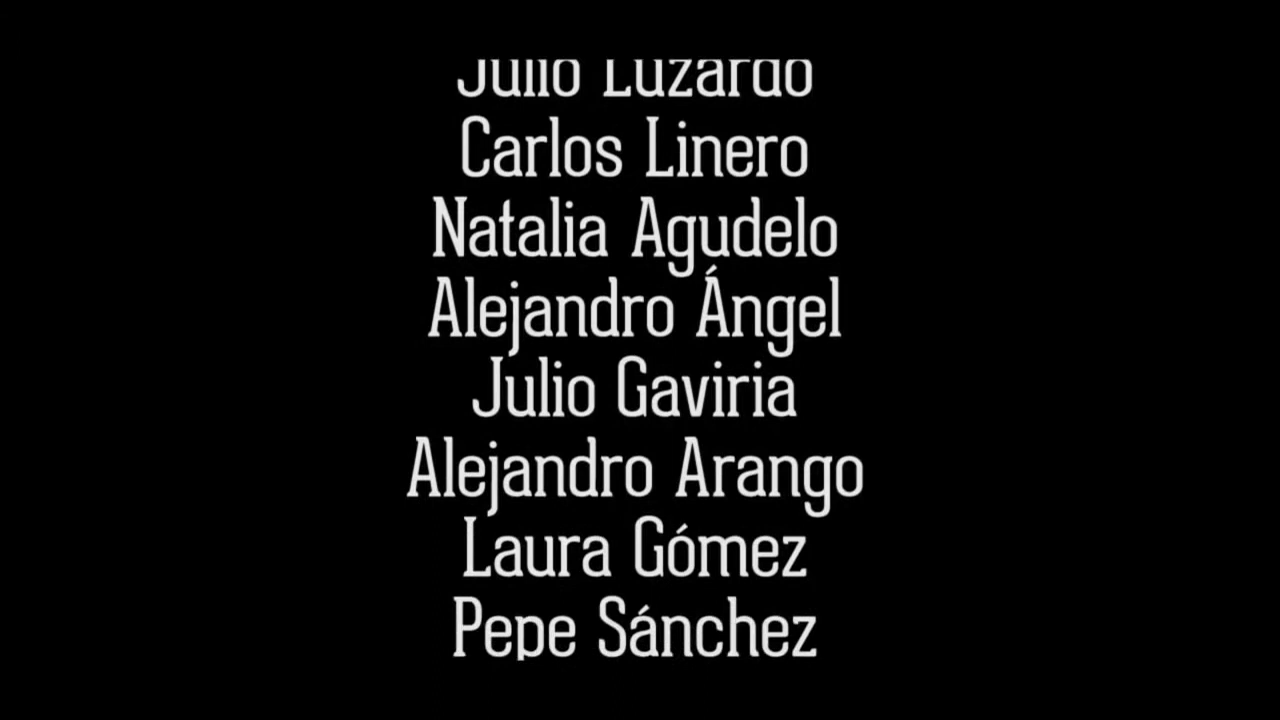 Julio Luzardo
Carlos Linero
Natalia Agudelo
Alejandro Ángel
Julio Gaviria
Alejandro Arango
Laura Gómez
Pepe Sánchez